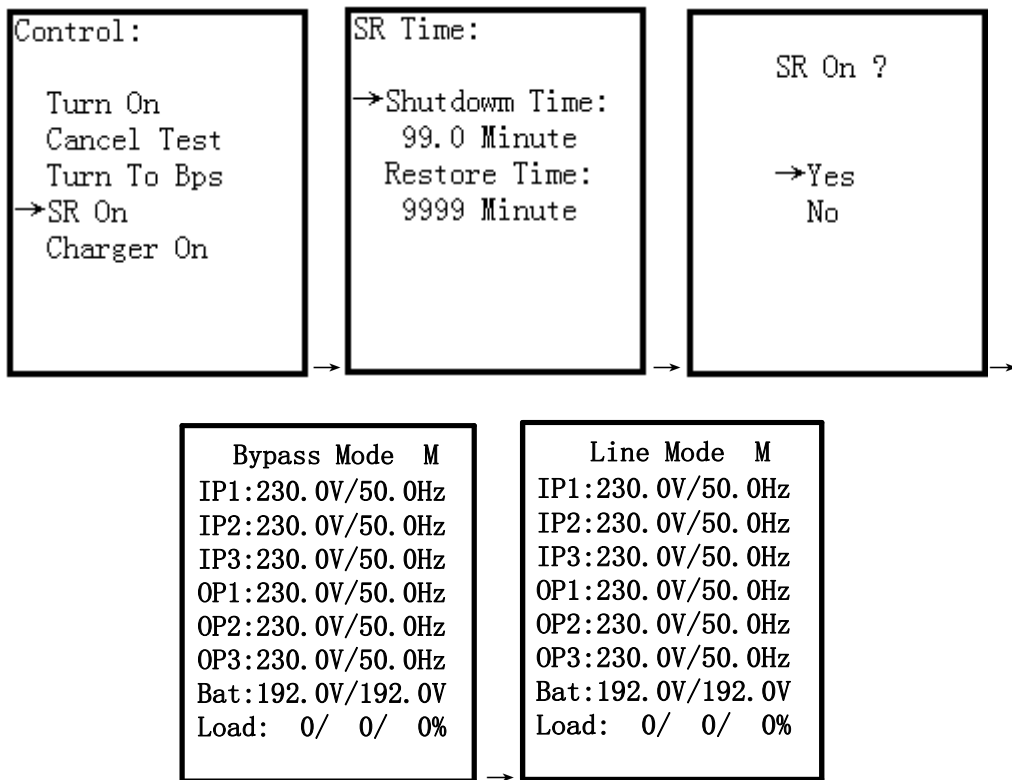 Control:
Turn On
Cancel Test
Turn To Bps
→SR On
Charger On
→
SR Time:
→Shutdowm Time:
99.0 Minute
Restore Time:
9999 Minute
→
SR On ?
→Yes
No
→
Bypass Mode M
IP1:230.0V/50.0Hz
IP2:230.0V/50.0Hz
IP3:230.0V/50.0Hz
OP1:230.0V/50.0Hz
OP2:230.0V/50.0Hz
OP3:230.0V/50.0Hz
Bat:192.0V/192.0V
Load: 0/ 0/ 0%
→
Line Mode M
IP1:230.0V/50.0Hz
IP2:230.0V/50.0Hz
IP3:230.0V/50.0Hz
OP1:230.0V/50.0Hz
OP2:230.0V/50.0Hz
OP3:230.0V/50.0Hz
Bat:192.0V/192.0V
Load: 0/ 0/ 0%